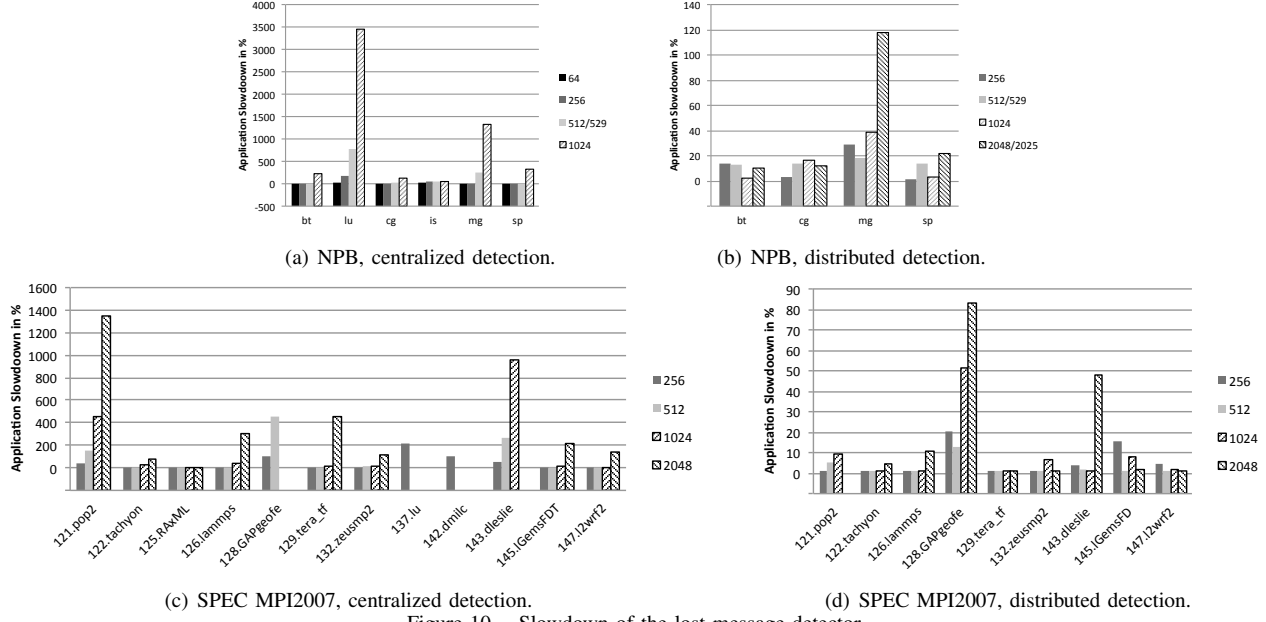 4000
3500
3000
2500
2000
1500
1000
500
0
-500
Application Slowdoown in %
bt lu cg is mg sp
64
256
512/529
1024
(a) NPB, centralized detection.
140
120
100
80
60
40
20
0
Application Slowdoown in %
bt cg mg sp
256
512/529
1024
2048/2025
(b) NPB, distributed detection.
1600
1400
1200
1000
800
600
400
200
0
Application Slowdoown in %
121.pop2
122.tachyon
125.RAxML
126.lammps
128.GAPgeofe
129.tera_tf
132.zeusmp2
137.lu
142.dmilc
143.dleslie
145.lGemsFDT
147.l2wrf2
256
512
1024
2048
(c) SPEC MPI2007, centralized detection.
90
80
70
60
50
40
30
20
10
0
Application Slowdoown in %
121.pop2
122.tachyon
126.lammps
128.GAPgeofe
129.tera_tf
132.zeusmp2
143.dleslie
145.lGemsFD
147.l2wrf2
256
512
1024
2048
(d) SPEC MPI2007, distributed detection.
Figure 10. Slowdown of the lost message detector